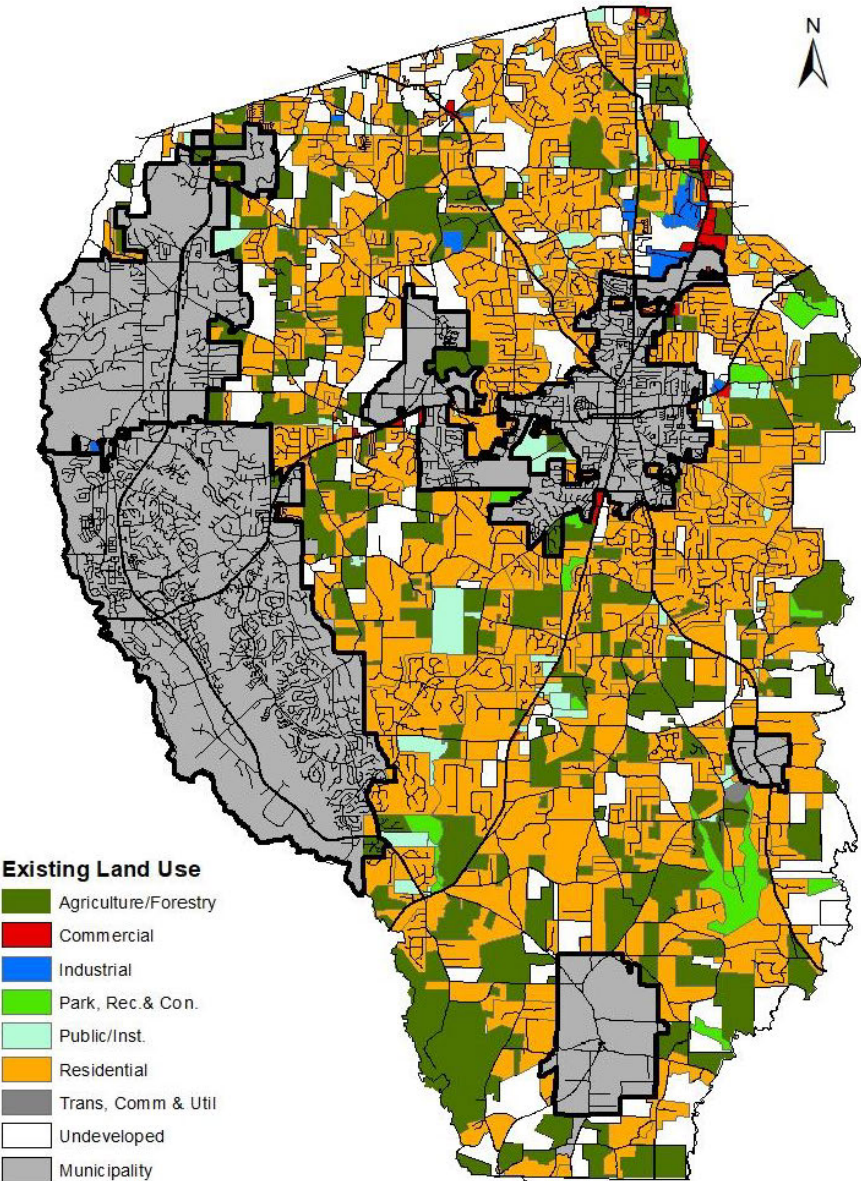 N
Existing Land Use
Agriculture/Forestry
Commercial
Industrial
Park, Rec.& Con.
Public/Inst.
Residential
Trans, Comm & Util
Undeveloped
Municipality